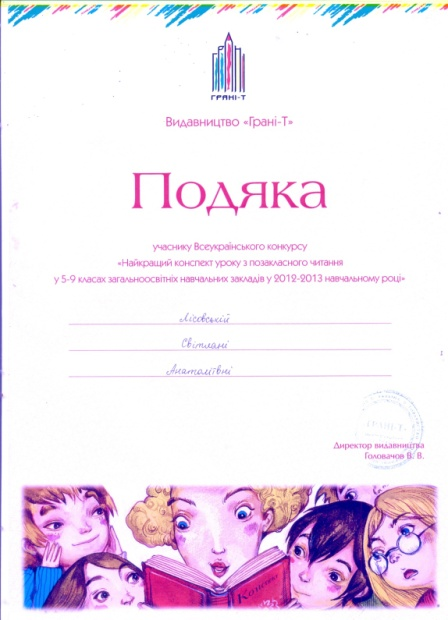 ГРАНІ-Т
Видавництво «Грані-Т»
Подяка
учаснику Всеукраїнського конкурсу
«Найкращий конспект уроку з позакласного читання
у 5-9 класах загальноосвітніх навчальних закладів у 2012-2013 навчальному році»
Лісовській
Світлані
Анатоліївні
ГРАНІ-Т
Директор видавництва
Головачов В. В.